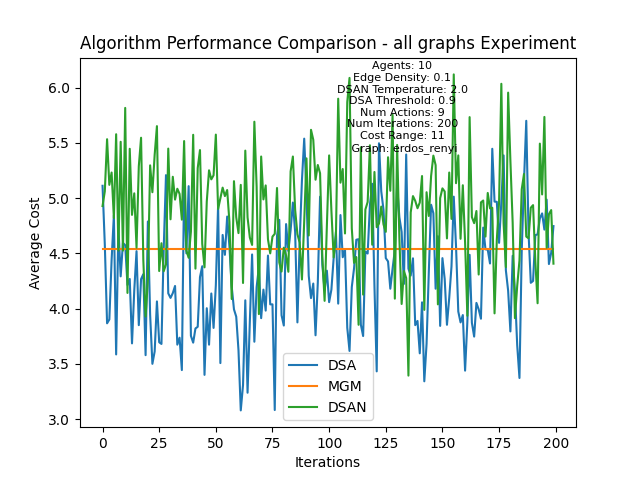 Algorithm Performance Comparison - all graphs Experiment
Agents: 10
Edge Density: 0.1
DSAN Temperature: 2.0
DSA Threshold: 0.9
Num Actions: 9
Num Iterations: 200
Cost Range: 11
Graph: erdos_renyi
6.0
5.5
5.0
4.5
4.0
3.5
3.0
Average Cost
DSA
MGM
DSAN
0
25
50
75
100
125
150
175
200
Iterations